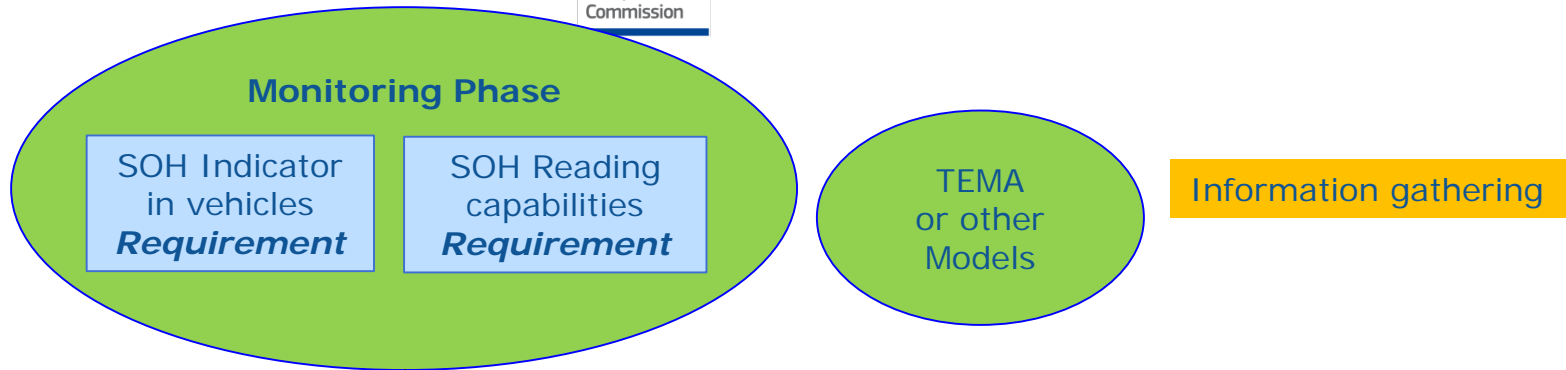 Commission
Monitoring Phase
SOH Indicator
in vehicles
Requirement
SOH Reading
capabilities
Requirement
TEMA
or other
Models
Information gathering